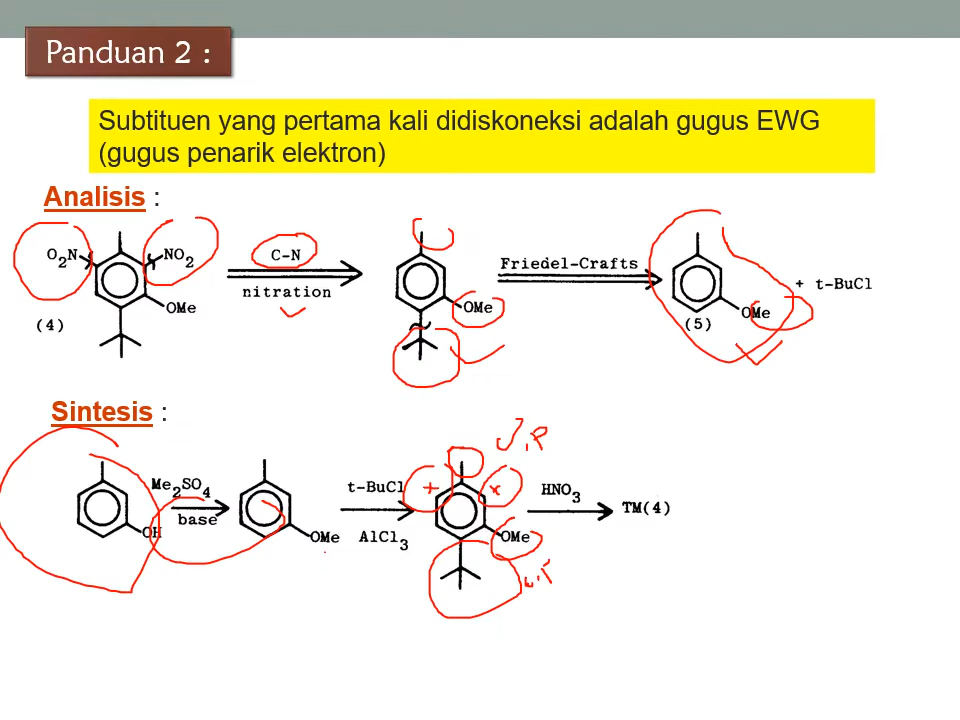 Panduan 2 :
Subtituen yang pertama kali didiskoneksi adalah gugus EWG
(gugus penarik elektron)
Analisis :
O2N
NO2
OMe
(4)
C-N
nitration
OMe
Friedel-Crafts
OMe
(5)
+ t-BuCl
Sintesis :
OH
Me2SO4
base
OMe
t-BuCl
AlCl3
OMe
HNO3
TM(4)